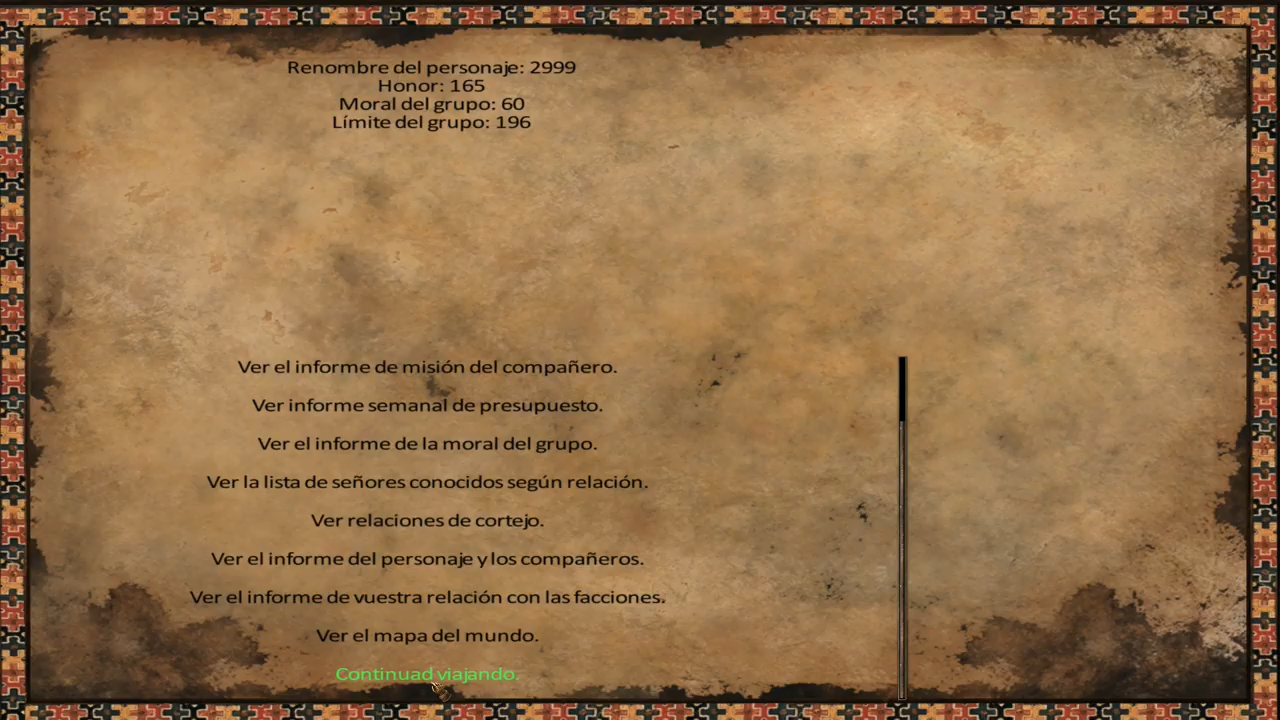 Renombre del personaje: 2999
Honor: 165
Moral del grupo: 60
Límite del grupo: 196
Ver el informe de misión del compañero.
Ver informe semanal de presupuesto.
Ver el informe de la moral del grupo.
Ver la lista de señores conocidos según relación.
Ver relaciones de cortejo.
Ver el informe del personaje y los compañeros.
Ver el informe de vuestra relación con las facciones.
Ver el mapa del mundo.
Continuad viajando.